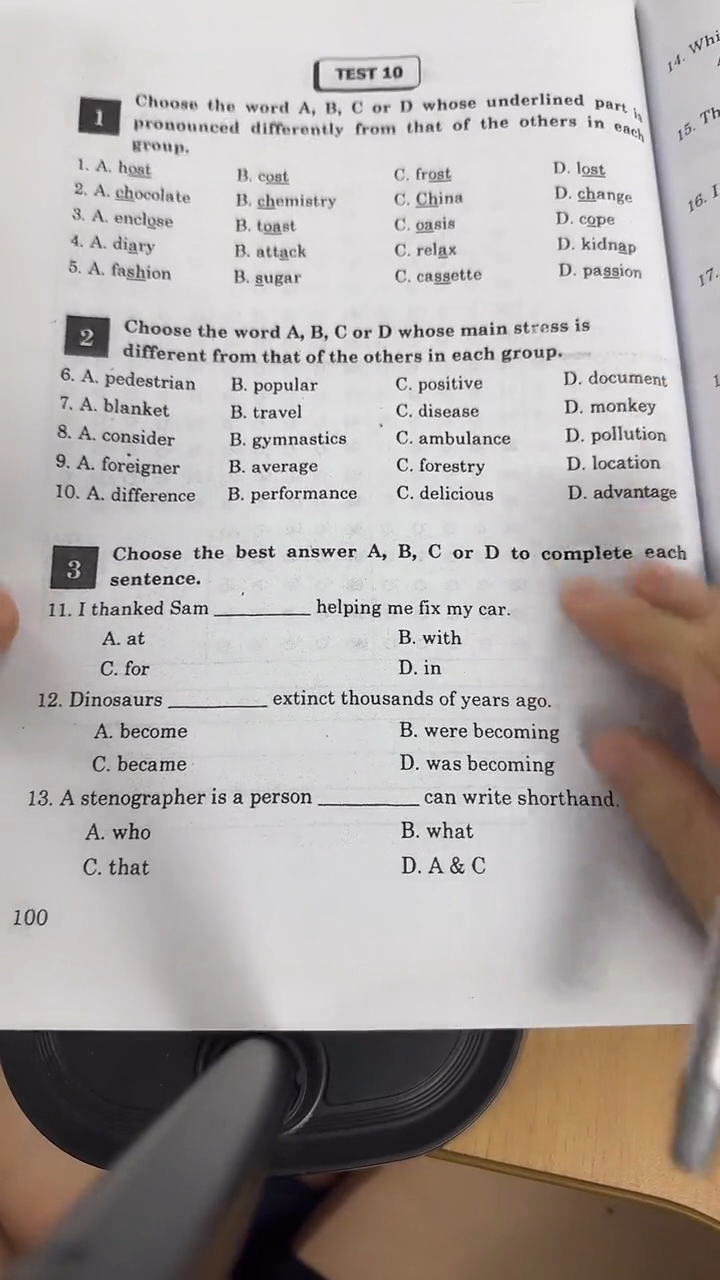 TEST 10
1 Choose the word A, B, C or D whose underlined part is
pronounced differently from that of the others in each
group.
1. A. host B. cost C. frost D. lost
2. A. chocolate B. chemistry C. China D. change
3. A. enclose B. toast C. oasis D. cope
4. A. diary B. attack C. relax D. kidnap
5. A. fashion B. sugar C. cassette D. passion
2 Choose the word A, B, C or D whose main stress is
different from that of the others in each group.
6. A. pedestrian B. popular C. positive D. document
7. A. blanket B. travel C. disease D. monkey
8. A. consider B. gymnastics C. ambulance D. pollution
9. A. foreigner B. average C. forestry D. location
10. A. difference B. performance C. delicious D. advantage
3 Choose the best answer A, B, C or D to complete each
sentence.
11. I thanked Sam ________ helping me fix my car.
A. at B. with
C. for D. in
12. Dinosaurs ________ extinct thousands of years ago.
A. become B. were becoming
C. became D. was becoming
13. A stenographer is a person ________ can write shorthand.
A. who B. what
C. that D. A & C
100
14. Whi
15. Th
16. I
17.